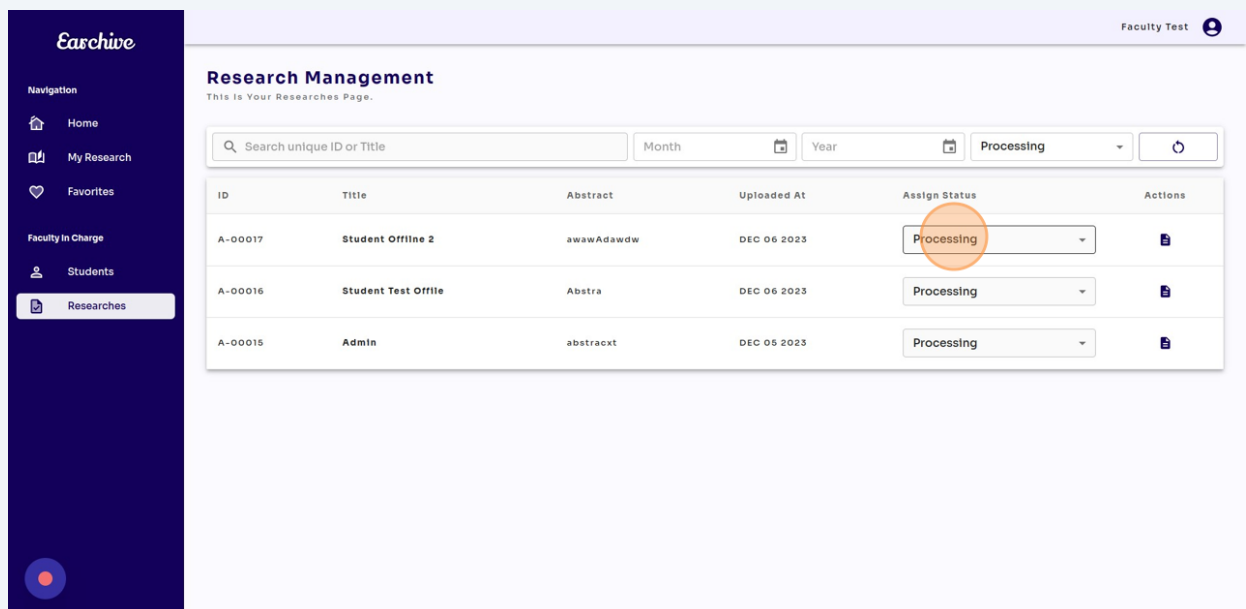 Earchive
Faculty Test
Navigation
Home
My Research
Favorites
Faculty In Charge
Students
Researches
Research Management
This Is Your Researches Page.
Search unique ID or Title
Month
Year
Processing
ID Title Abstract Uploaded At Assign Status Actions
A-00017 Student Offilne 2 awawAdawdw DEC 06 2023 Processing
A-00016 Student Test Offile Abstra DEC 06 2023 Processing
A-00015 Admin abstracxt DEC 05 2023 Processing